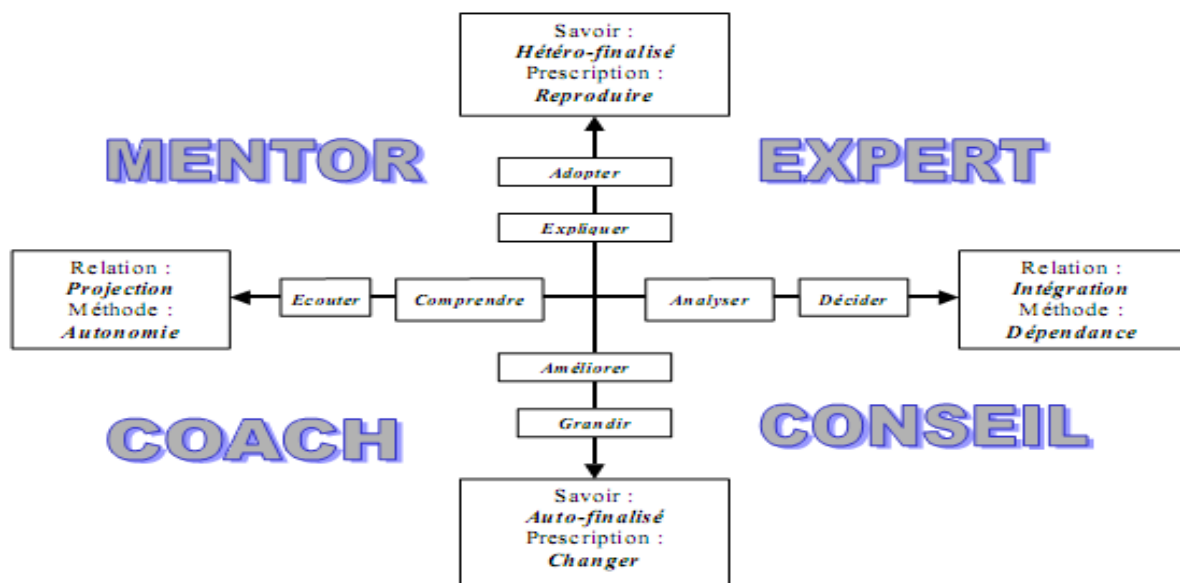 Savoir :
Hétéro-finalisé
Prescription :
Reproduire
MENTOR
EXPERT
Adopter
Expliquer
Relation :
Projection
Méthode :
Autonomie
Ecouter
Comprendre
Analyser
Décider
Relation :
Intégration
Méthode :
Dépendance
Améliorer
Grandir
COACH
CONSEIL
Savoir :
Auto-finalisé
Prescription :
Changer